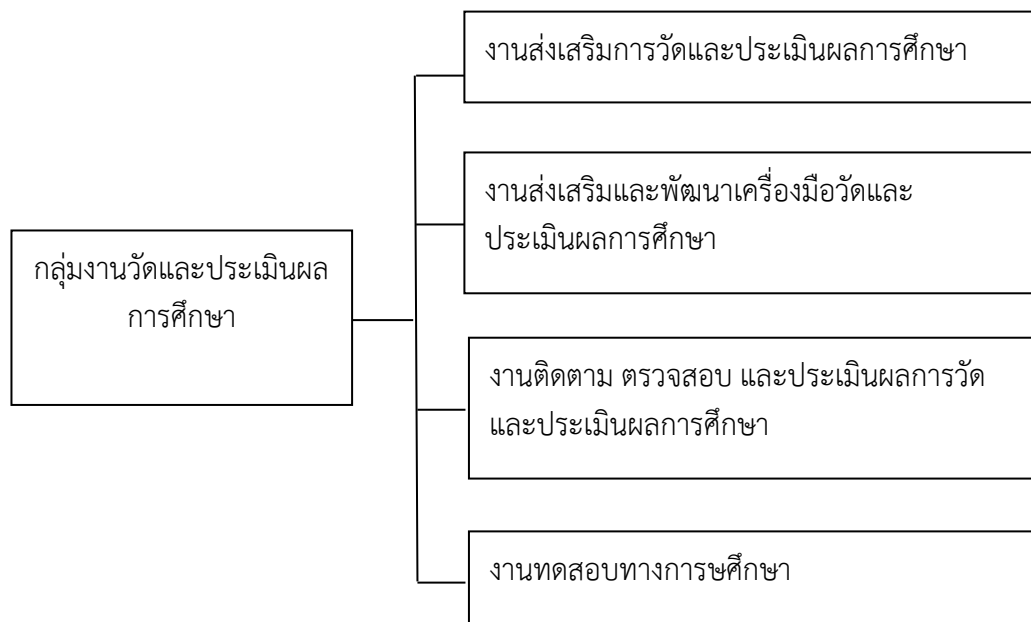 งานส่งเสริมการวัดและประเมินผลการศึกษา
งานส่งเสริมและพัฒนาเครื่องมือวัดและ
ประเมินผลการศึกษา
กลุ่มงานวัดและประเมินผล
การศึกษา
งานติดตาม ตรวจสอบ และประเมินผลการวัด
และประเมินผลการศึกษา
งานทดสอบทางการษศึกษา